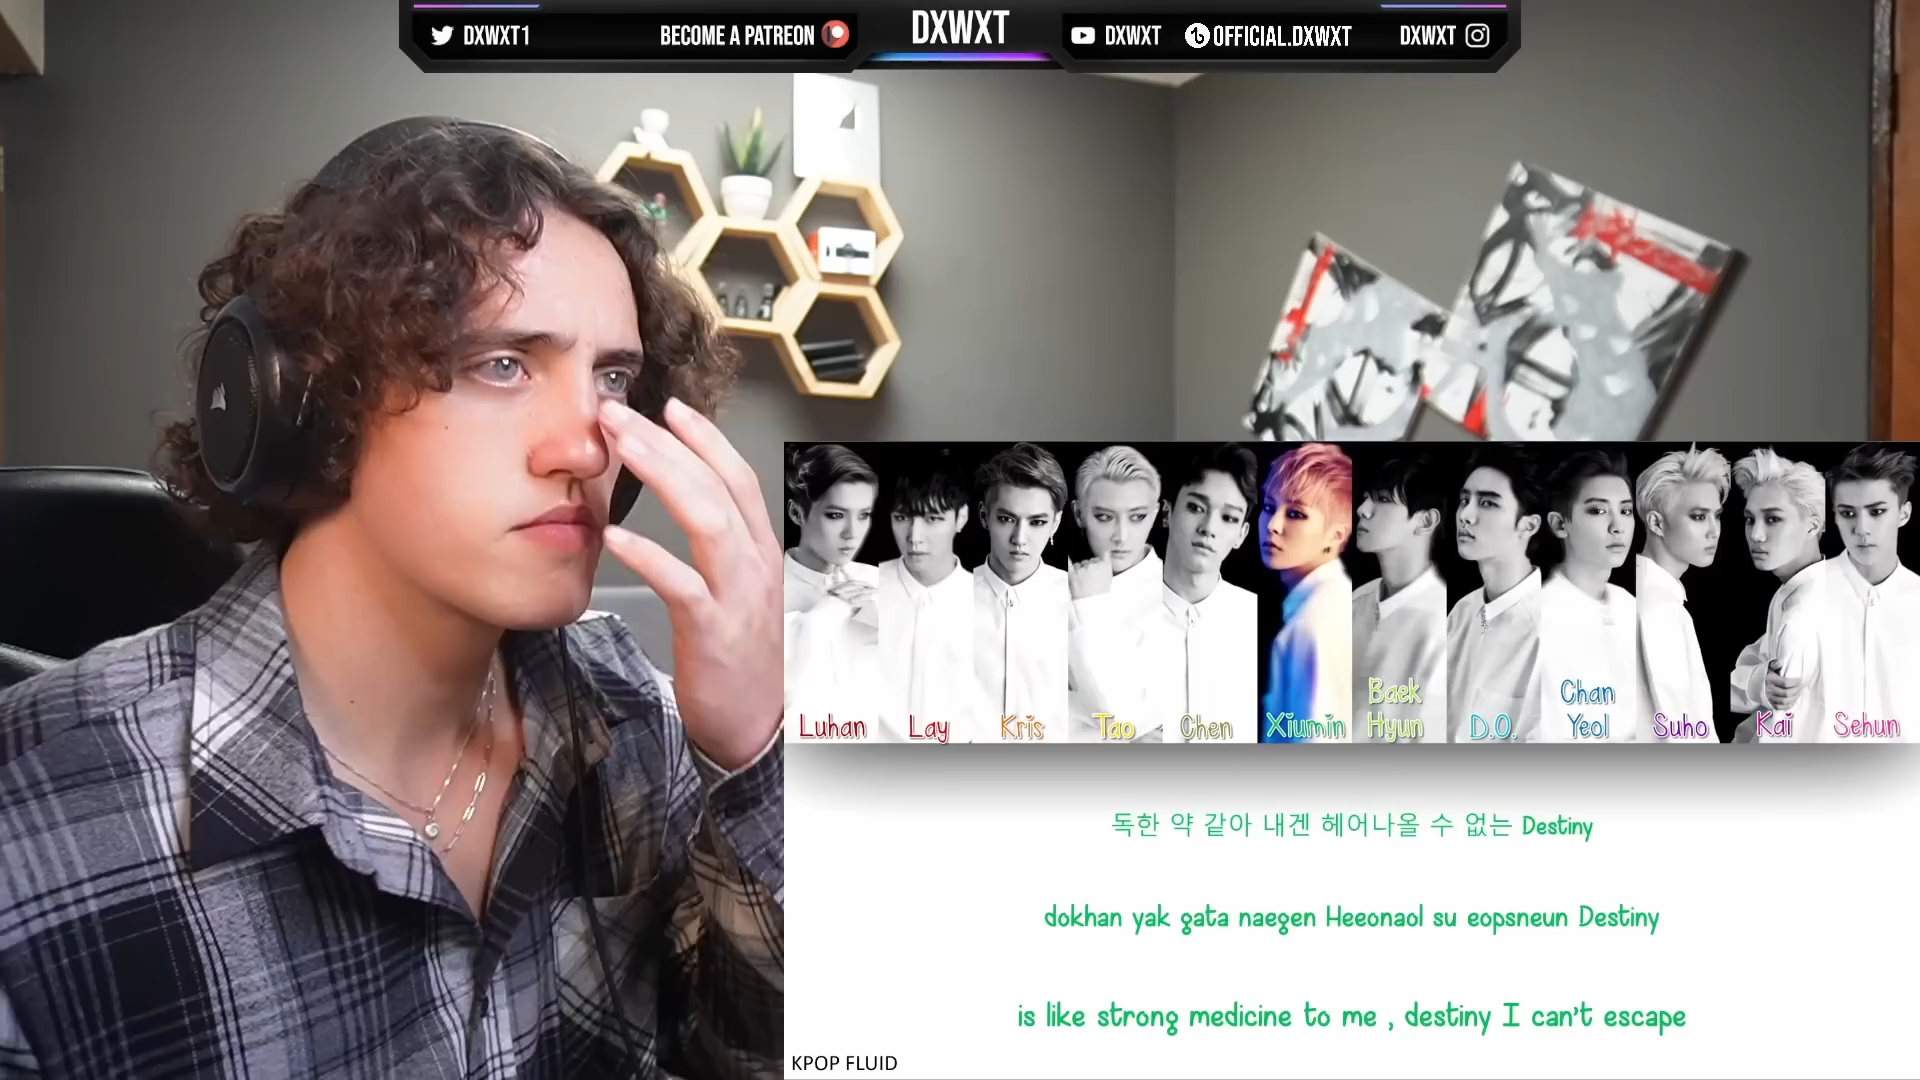 DXWXT1
BECOME A PATREON
DXWXT
DXWXT
OFFICIAL.DXWXT
DXWXT
Luhan
Lay
Kris
Tao
Chen
Xiumin
Baek
Hyun
D.O.
Chan
Yeol
Suho
Kai
Sehun
독한 약 같아 내겐 헤어나올 수 없는 Destiny
dokhan yak gata naegen Heeonaol su eopsneun Destiny
is like strong medicine to me , destiny I can't escape
KPOP FLUID